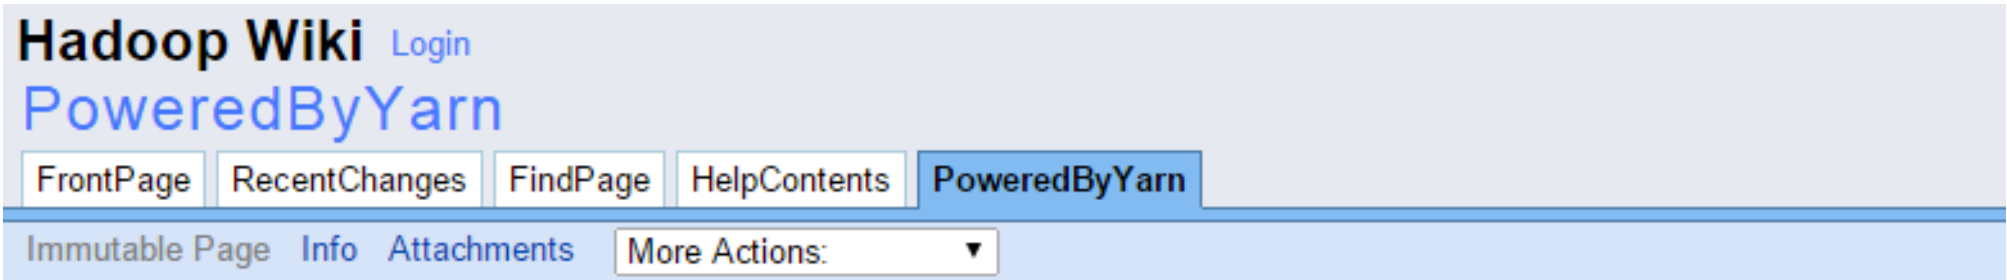 Hadoop Wiki Login
PoweredByYarn
FrontPage RecentChanges FindPage HelpContents PoweredByYarn
Immutable Page Info Attachments More Actions: